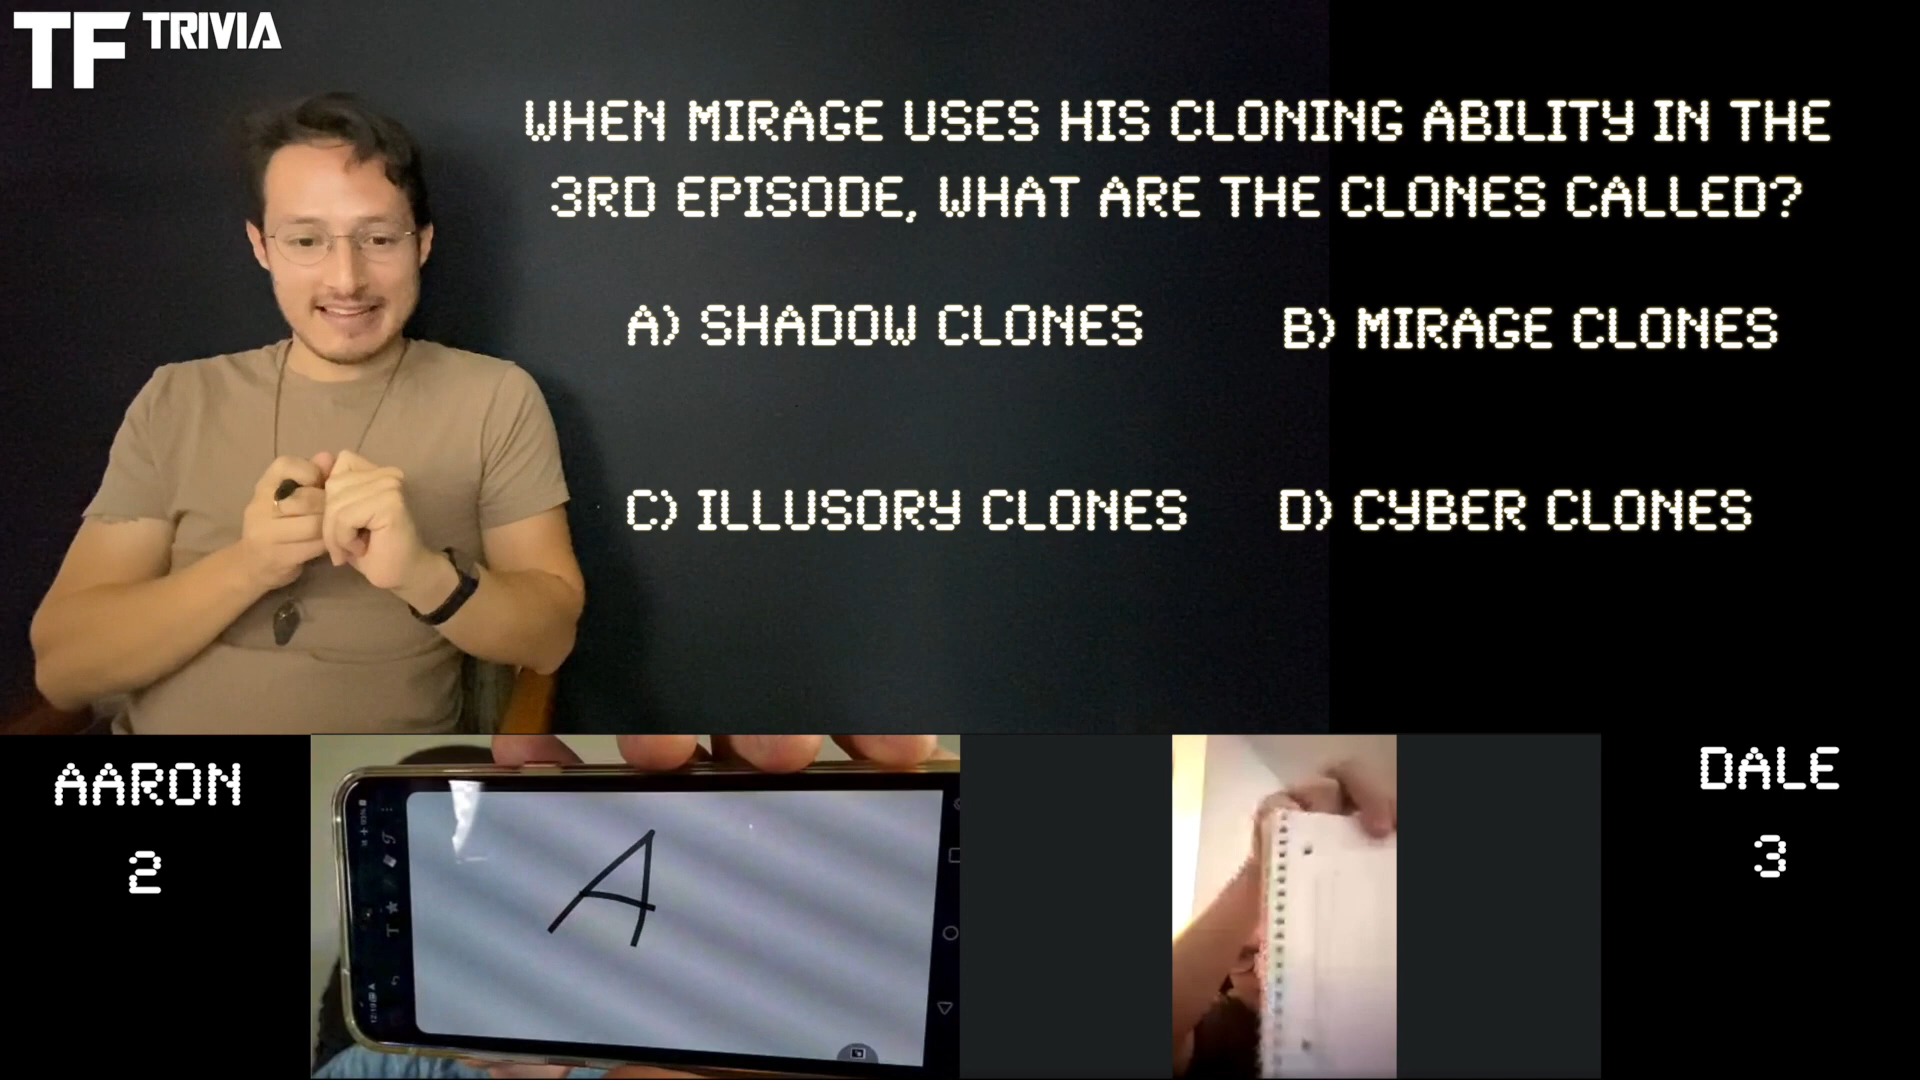 TF TRIVIA
WHEN MIRAGE USES HIS CLONING ABILITY IN THE
3RD EPISODE, WHAT ARE THE CLONES CALLED?
A) SHADOW CLONES
B) MIRAGE CLONES
C) ILLUSORY CLONES
D) CYBER CLONES
AARON
2
A
DALE
3